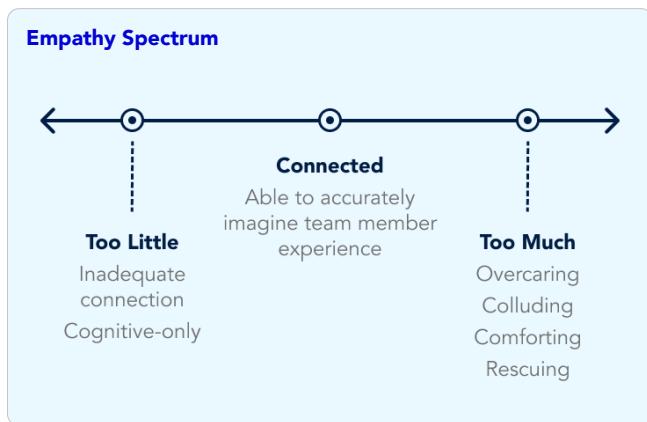 Empathy Spectrum
Connected
Able to accurately
imagine team member
experience
Too Little
Inadequate
connection
Cognitive-only
Too Much
Overcaring
Colluding
Comforting
Rescuing